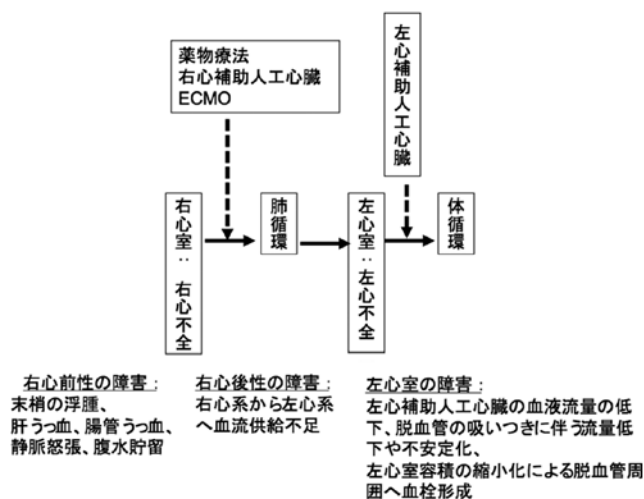 薬物療法
右心補助人工心臓
ECMO
左心補助人工心臓
右心室：右心不全
肺循環
左心室：左心不全
体循環
右心前性の障害：
末梢の浮腫、
肝うっ血、腸管うっ血、
静脈怒張、腹水貯留
右心後性の障害：
右心系から左心系
へ血流供給不足
左心室の障害：
左心補助人工心臓の血液流量の低
下、脱血管の吸いつきに伴う流量低
下や不安定化、
左心室容積の縮小化による脱血管周
囲へ血栓形成